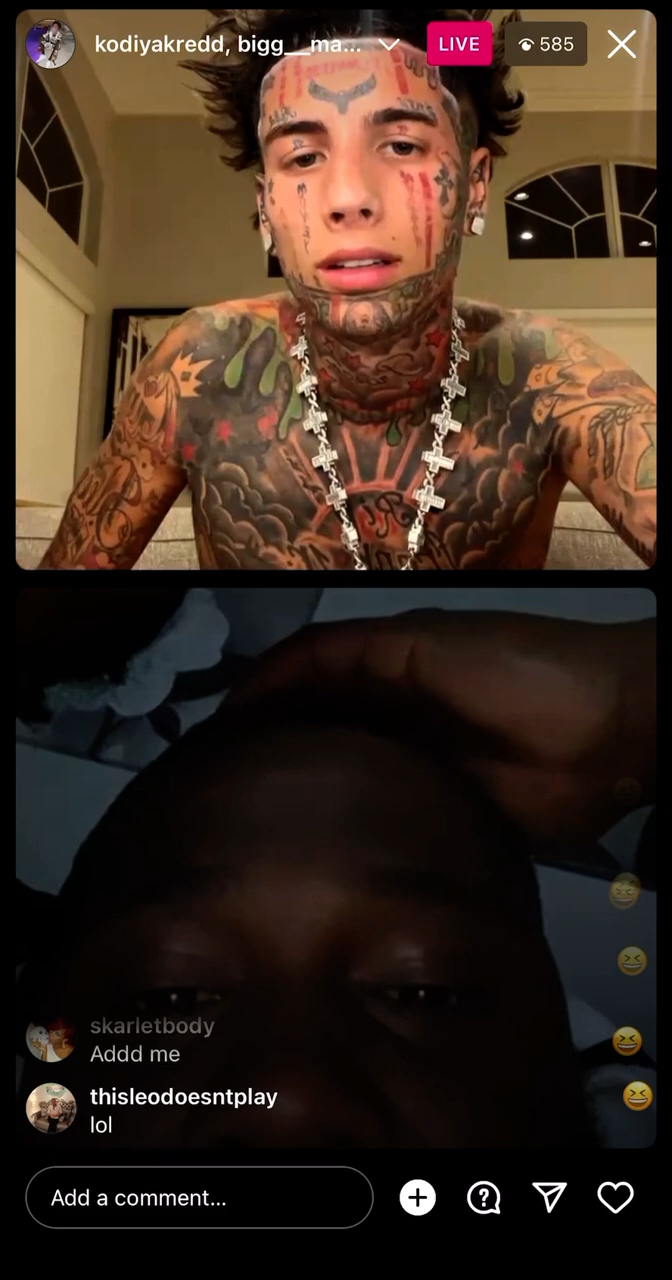 kodiyakredd, bigg__ma...
LIVE
585
skarletbody
Addd me
thisleodoesntplay
lol
Add a comment...